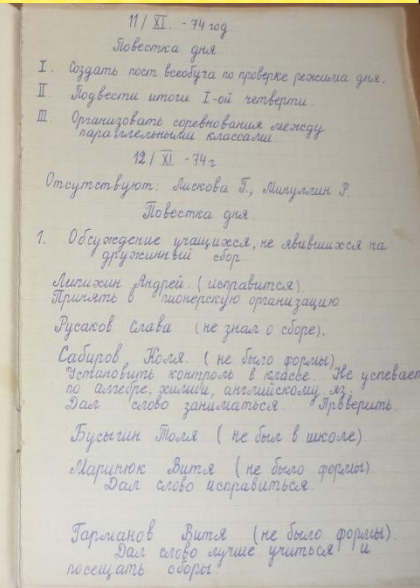 11/XI. -74 год
Повестка дня
I. Создать пост всеобуча по проверке режима дня.
II Подвести итоги I-ой четверти.
III Организовать соревнования между
параллельными классами.
12/XI -74 г
Отсутствуют: Лискова Г., Минуллин Р.
Повестка дня.
1. Обсуждение учащихся, не явившихся на
дружинный сбор.
Ликихин Андрей. (исправится).
Принять в пионерскую организацию
Русаков Слава (не знал о сборе).
Сабиров Коля. (не было формы)
Установить контроль в классе. Не успевает
по алгебре, химии, английскому яз.
Дал слово заниматься. Проверить.
Бусыгин Толя (не был в школе).
Маринюк Витя (не было формы).
Дал слово исправиться.
Гарманов Витя (не было формы).
Дал слово лучше учиться и
посещать сборы.